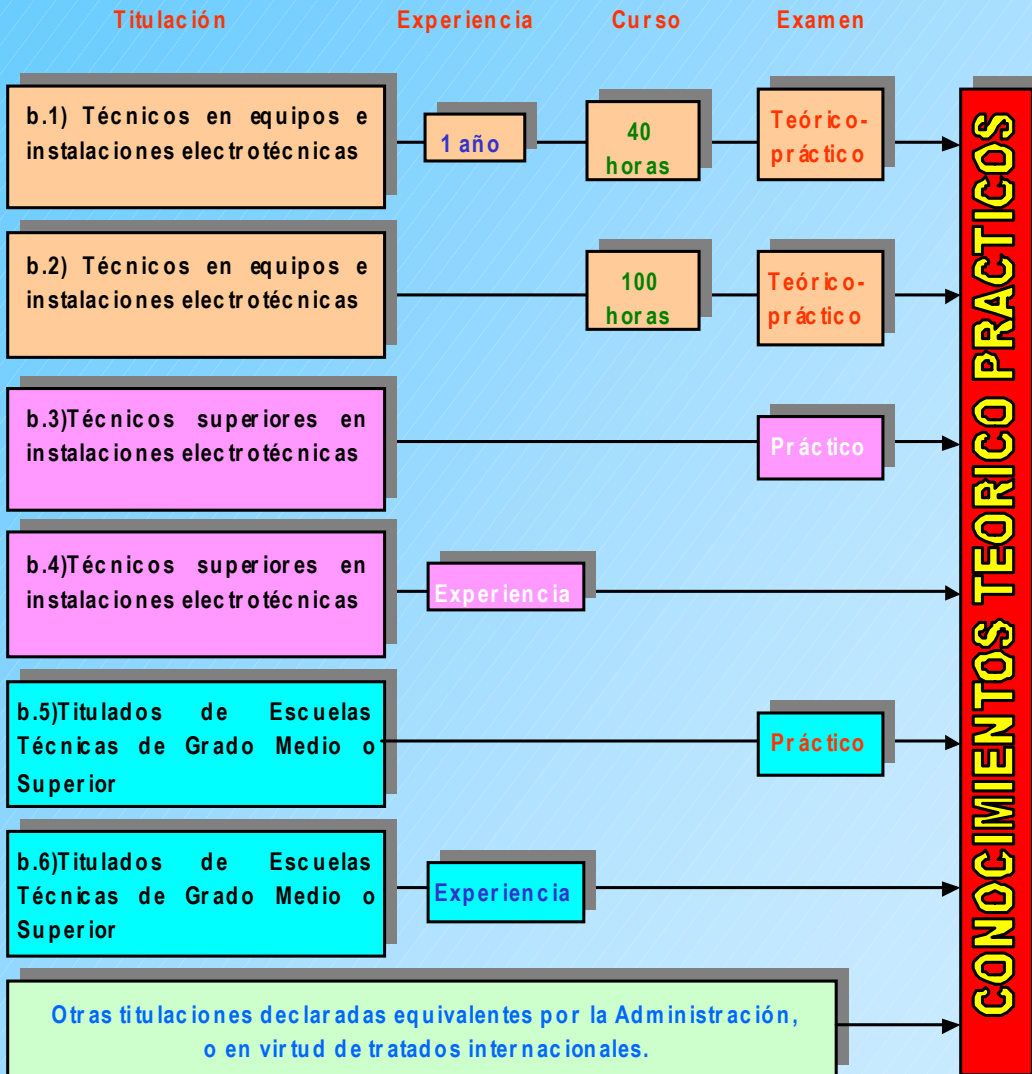 Titulación Experiencia Curso Examen
b.1) Técnicos en equipos e
instalaciones electrotécnicas
1 año
40
horas
Teórico-
práctico
b.2) Técnicos en equipos e
instalaciones electrotécnicas
100
horas
Teórico-
práctico
b.3)Técnicos superiores en
instalaciones electrotécnicas
Práctico
b.4)Técnicos superiores en
instalaciones electrotécnicas
Experiencia
b.5)Titulados de Escuelas
Técnicas de Grado Medio o
Superior
Práctico
b.6)Titulados de Escuelas
Técnicas de Grado Medio o
Superior
Experiencia
Otras titulaciones declaradas equivalentes por la Administración,
o en virtud de tratados internacionales.
CONOCIMIENTOS TEORICO PRACTICOS